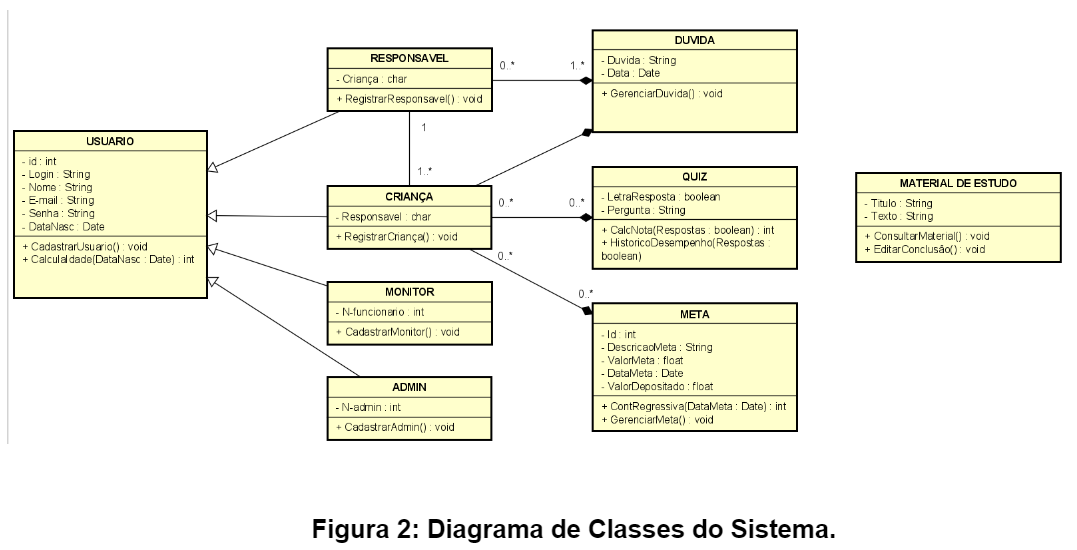 USUARIO
- id : int
- Login : String
- Nome : String
- E-mail : String
- Senha : String
- DataNasc : Date
+ CadastrarUsuario() : void
+ CalculaIdade(DataNasc : Date) : int
RESPONSAVEL
- Criança : char
+ RegistrarResponsavel() : void
0..*
1..*
1
1..*
CRIANÇA
- Responsavel : char
+ RegistrarCriança() : void
0..*
0..*
0..*
0..*
MONITOR
- N-funcionario : int
+ CadastrarMonitor() : void
ADMIN
- N-admin : int
+ CadastrarAdmin() : void
DUVIDA
- Duvida : String
- Data : Date
+ GerenciarDuvida() : void
QUIZ
- LetraResposta : boolean
- Pergunta : String
+ CalcNota(Respostas : boolean) : int
+ HistoricoDesempenho(Respostas :
boolean)
META
- Id : int
- DescricaoMeta : String
- ValorMeta : float
- DataMeta : Date
- ValorDepositado : float
+ ContRegressiva(DataMeta : Date) : int
+ GerenciarMeta() : void
MATERIAL DE ESTUDO
- Titulo : String
- Texto : String
+ ConsultarMaterial() : void
+ EditarConclusão() : void
Figura 2: Diagrama de Classes do Sistema.